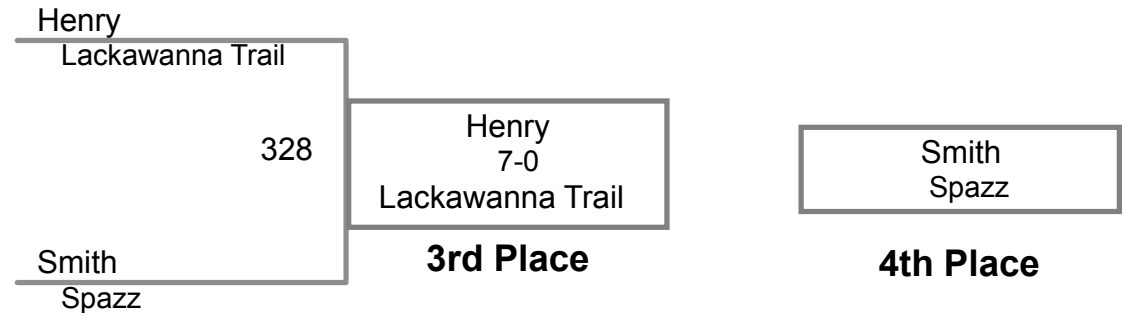 Henry
Lackawanna Trail
328
Henry
7-0
Lackawanna Trail
3rd Place
Smith
Spazz
Smith
Spazz
4th Place